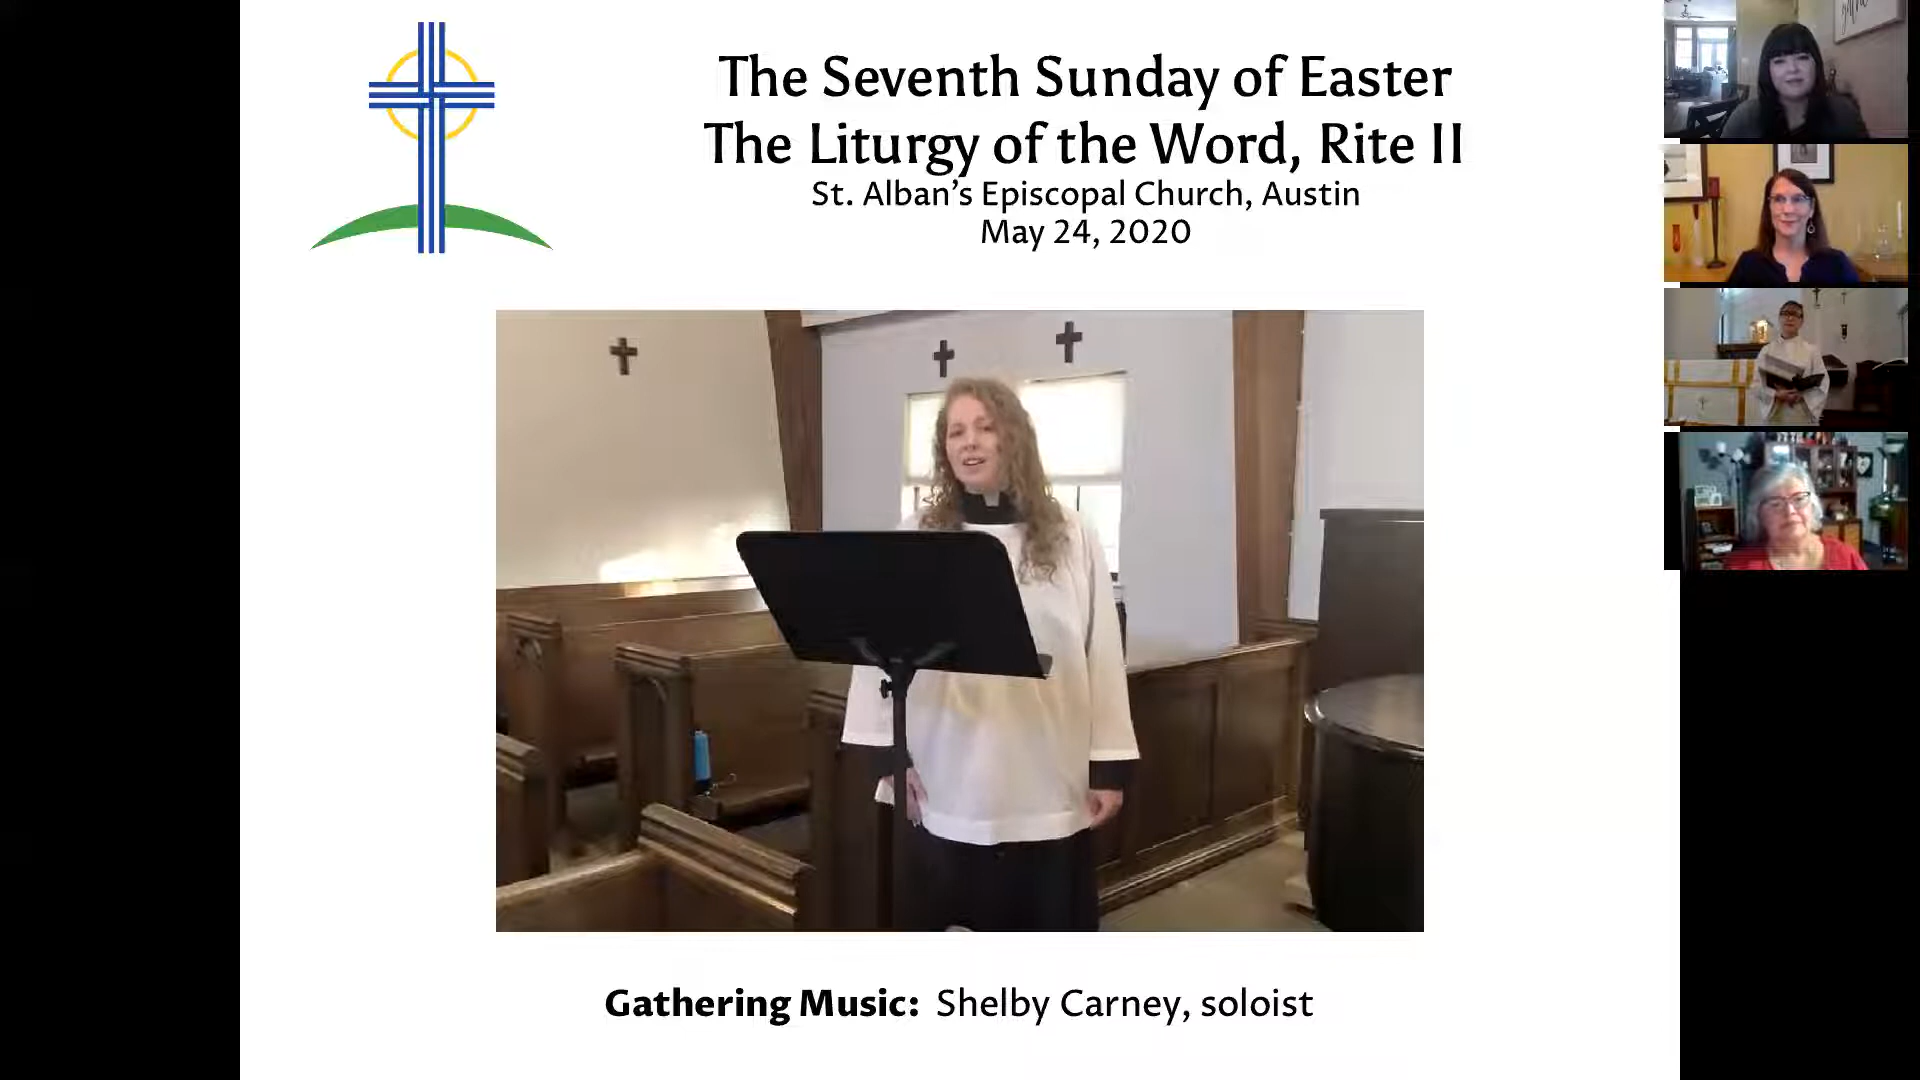 The Seventh Sunday of Easter
The Liturgy of the Word, Rite II
St. Alban’s Episcopal Church, Austin
May 24, 2020
Gathering Music: Shelby Carney, soloist